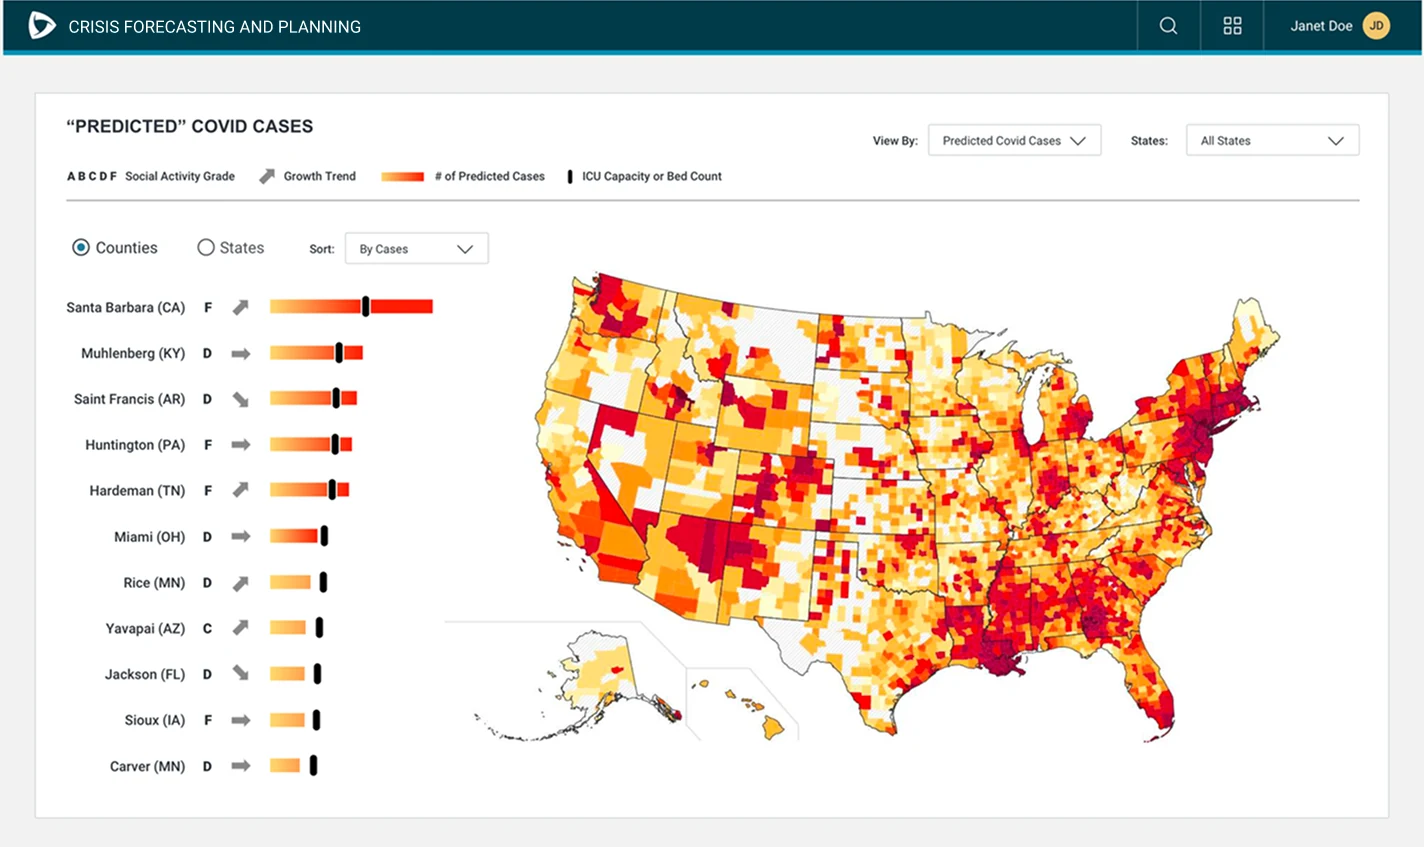 CRISIS FORECASTING AND PLANNING
Janet Doe JD
“PREDICTED” COVID CASES
View By: Predicted Covid Cases States: All States
A B C D F Social Activity Grade Growth Trend # of Predicted Cases ICU Capacity or Bed Count
Counties States Sort: By Cases
Santa Barbara (CA) F
Muhlenberg (KY) D
Saint Francis (AR) D
Huntington (PA) F
Hardeman (TN) F
Miami (OH) D
Rice (MN) D
Yavapai (AZ) C
Jackson (FL) D
Sioux (IA) F
Carver (MN) D